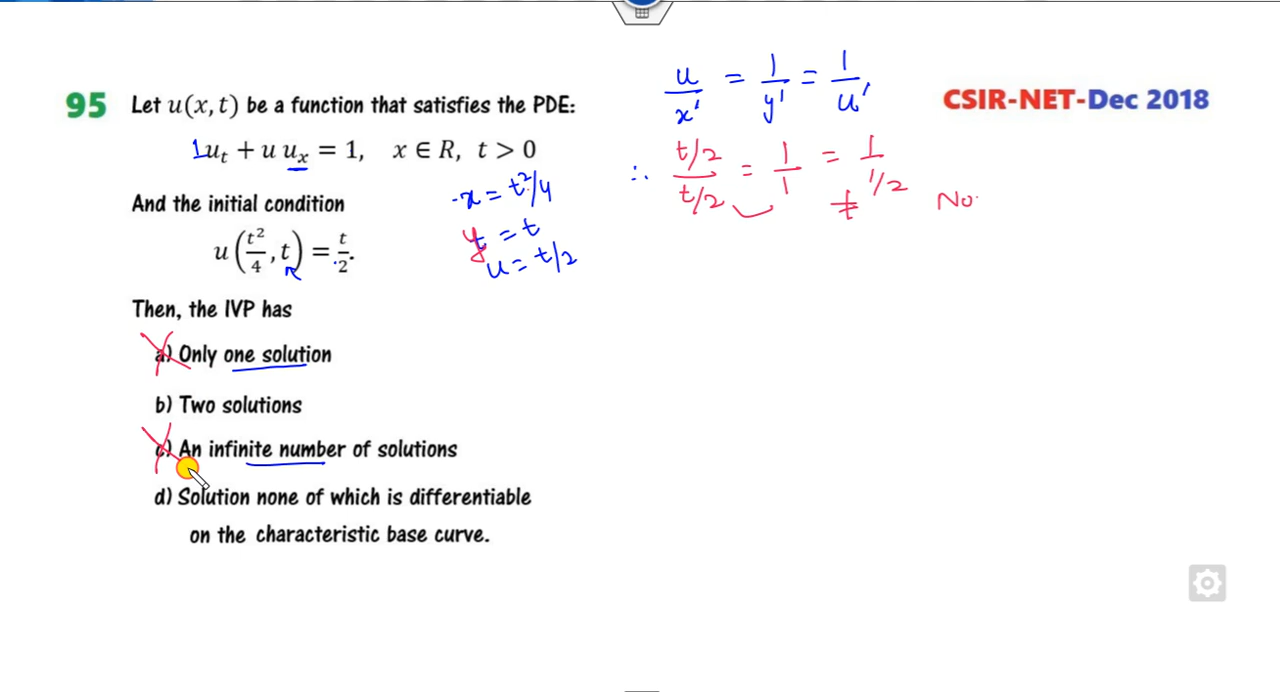 95 Let u(x, t) be a function that satisfies the PDE:
1u_t + u u_x = 1, x ∈ R, t > 0
And the initial condition
u(t²/4, t) = t/2.
Then, the IVP has
a) Only one solution
b) Two solutions
c) An infinite number of solutions
d) Solution none of which is differentiable
on the characteristic base curve.
x = t²/4
y = t
u = t/2
u/x' = 1/y' = 1/u'
∴ (t/2)/(t/2) = 1/1 = 1/(1/2)
≠ No
CSIR-NET-Dec 2018